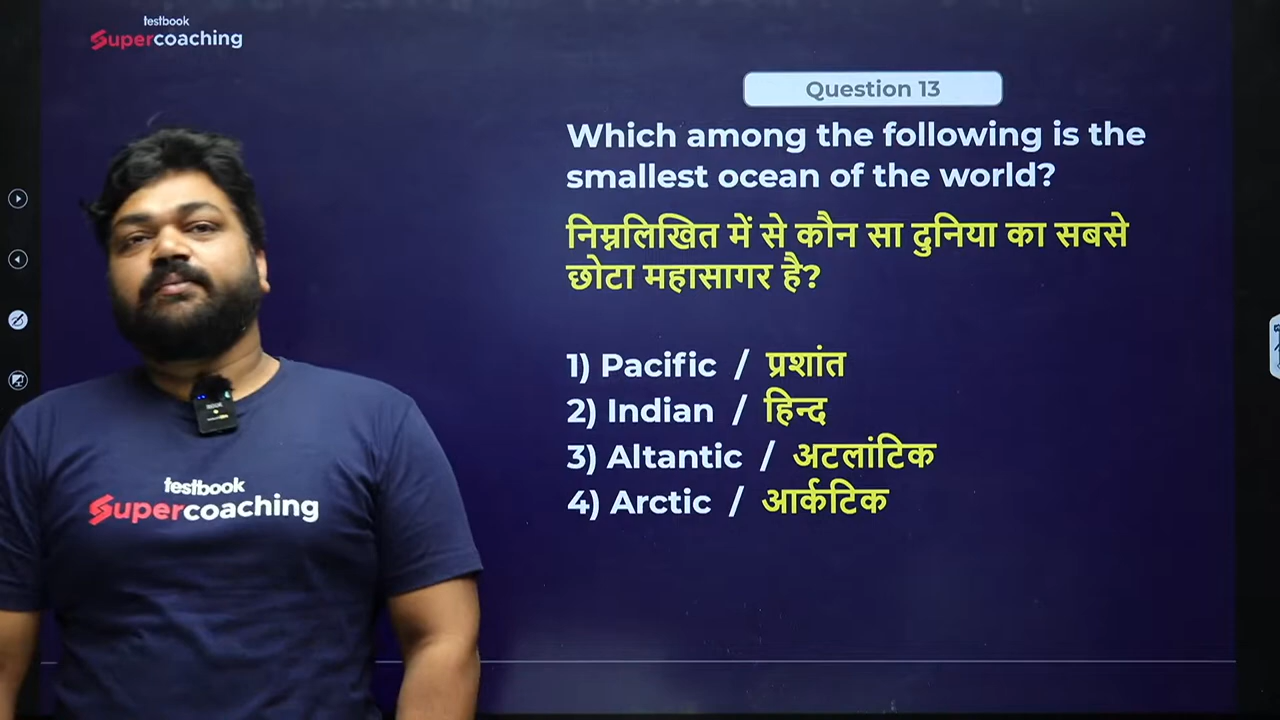 testbook
Supercoaching
Question 13
Which among the following is the
smallest ocean of the world?
निम्नलिखित में से कौन सा दुनिया का सबसे
छोटा महासागर है?
1) Pacific / प्रशांत
2) Indian / हिन्द
3) Altantic / अटलांटिक
4) Arctic / आर्कटिक
testbook
Supercoaching